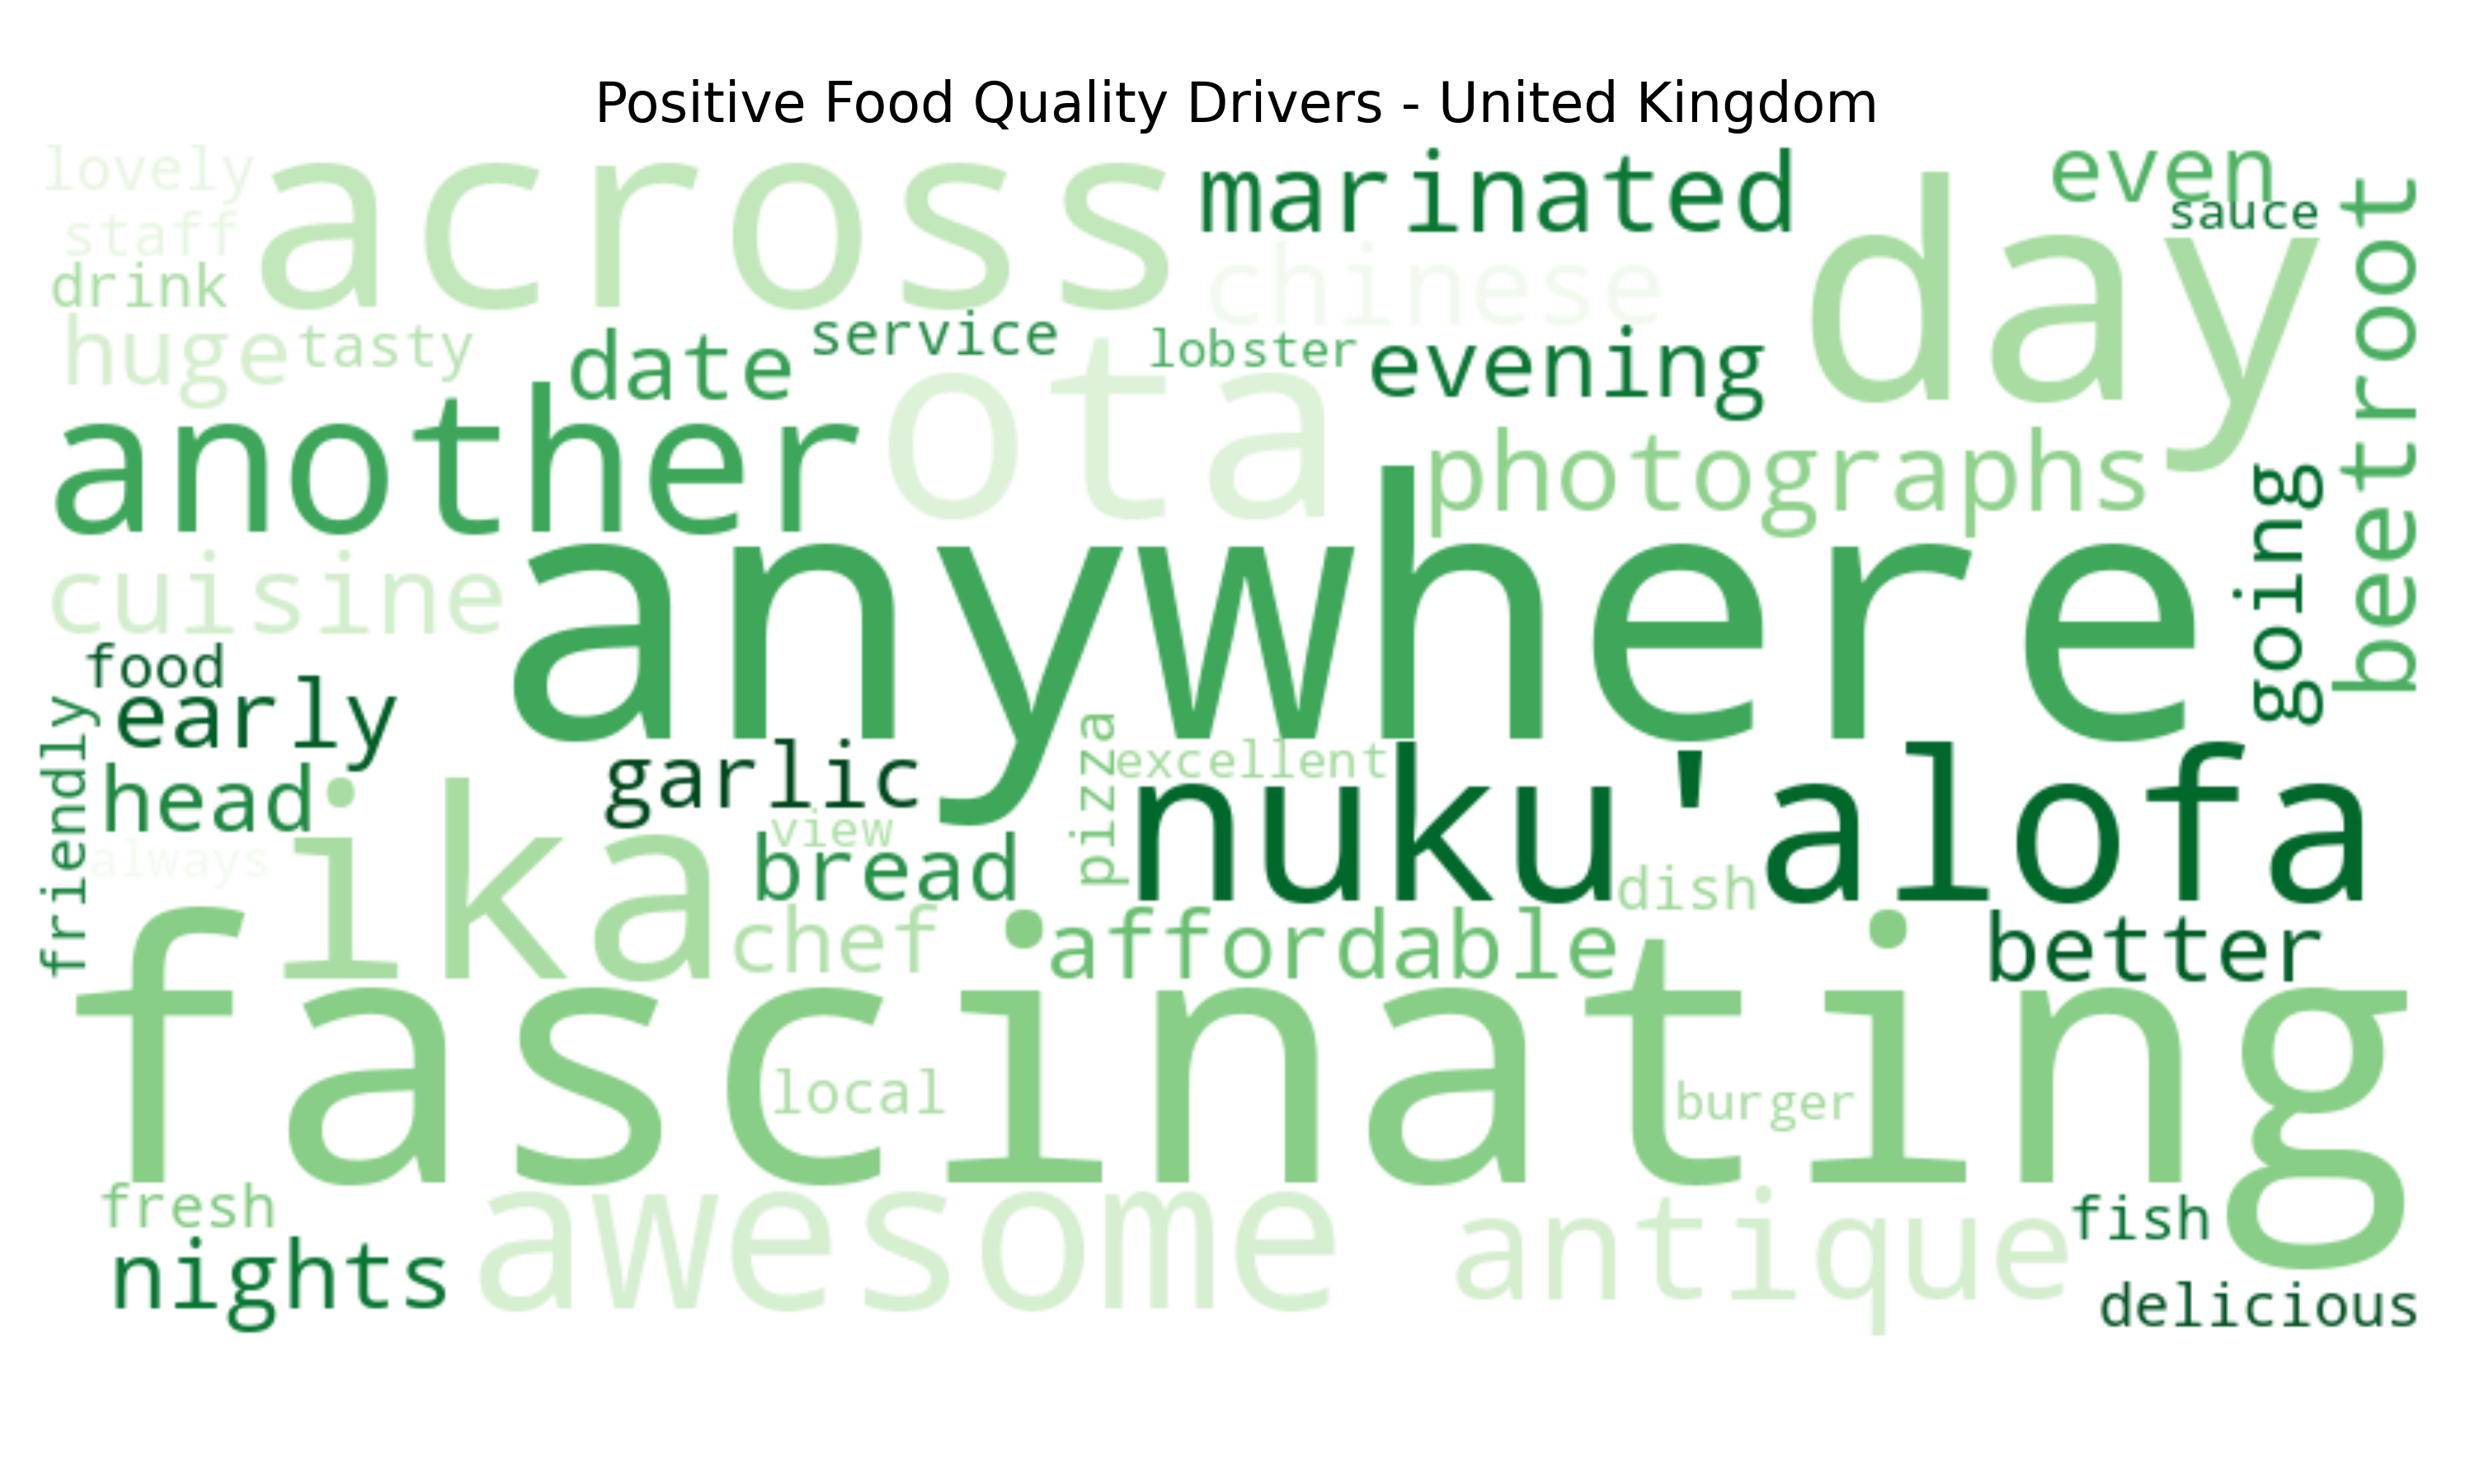 Positive Food Quality Drivers - United Kingdom
lovely
across
marinated
even
staff
sauce
day
drink
chinese
beetroot
huge
tasty
date
service
lobster
evening
ota
another
photographs
going
anywhere
cuisine
food
early
friendly
garlic
pizza
excellent
nuku'alofa
head
ika
view
bread
always
dish
chef
affordable
better
fascinating
local
burger
fresh
awesome
antique
fish
nights
delicious